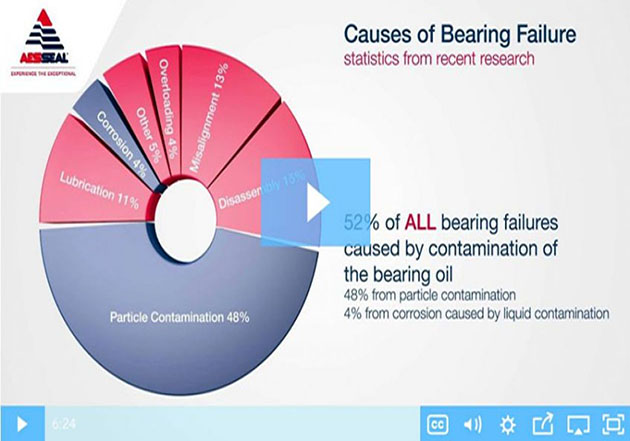 AESSEAL
EXPERIENCE THE EXCEPTIONAL
Causes of Bearing Failure
statistics from recent research
Overloading 4%
Misalignment 13%
Other 5%
Corrosion 4%
Lubrication 11%
Disassembly 15%
Particle Contamination 48%
52% of ALL bearing failures
caused by contamination of
the bearing oil
48% from particle contamination
4% from corrosion caused by liquid contamination
6:24
CC